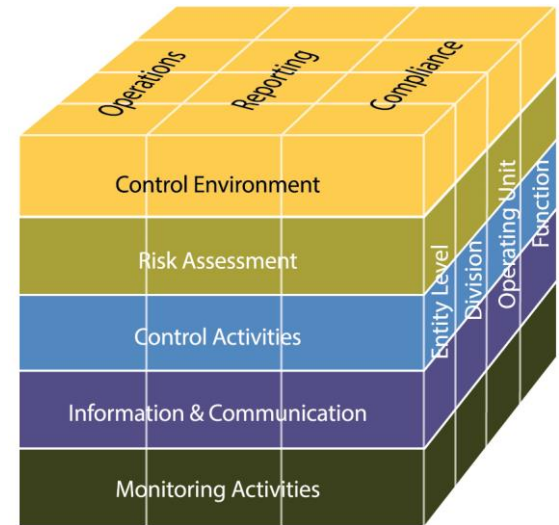 Operations
Reporting
Compliance
Control Environment
Risk Assessment
Control Activities
Information & Communication
Monitoring Activities
Entity Level
Division
Operating Unit
Function